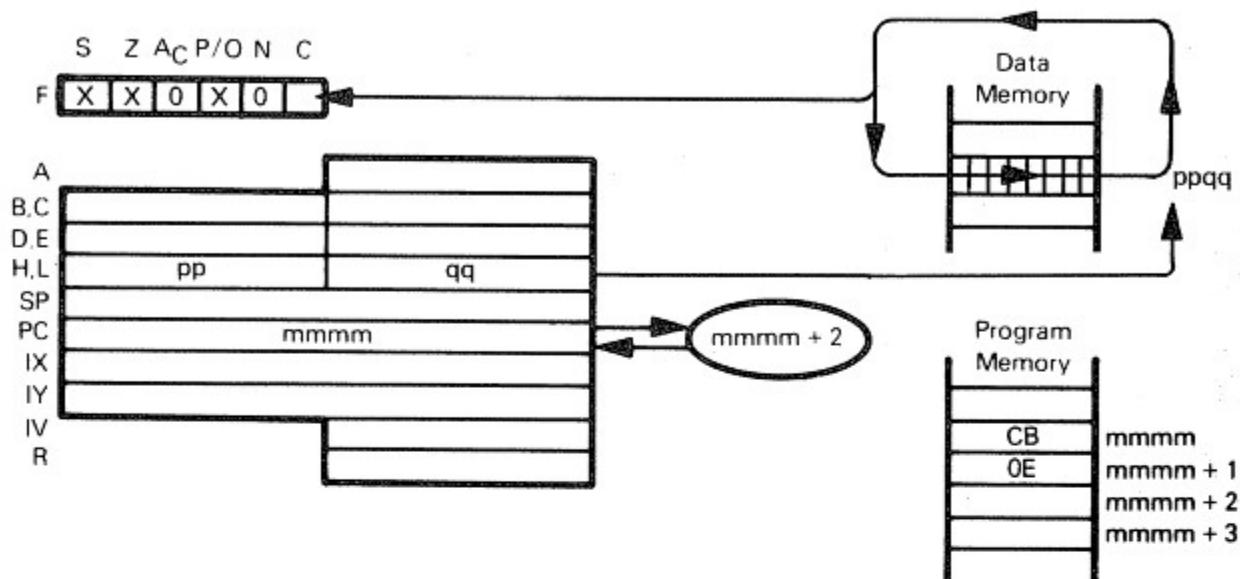 S Z AC P/O N C
F X X 0 X 0
Data
Memory
ppqq
A
B,C
D,E
H,L pp qq
SP
PC mmmm
mmmm + 2
IX
IY
IV
R
Program
Memory
CB mmmm
0E mmmm + 1
mmmm + 2
mmmm + 3